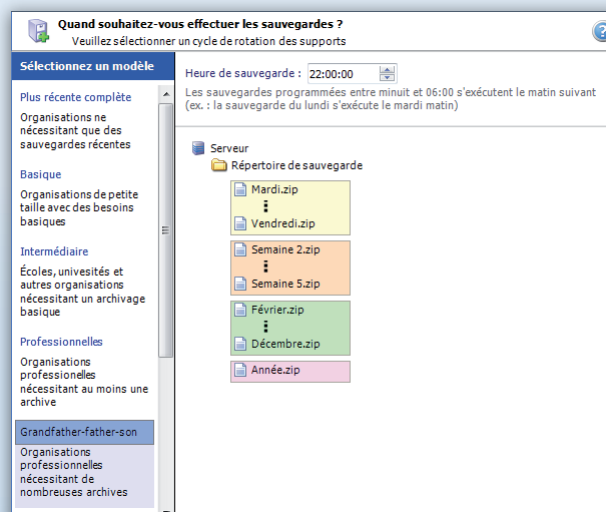 Quand souhaitez-vous effectuer les sauvegardes ?
Veuillez sélectionner un cycle de rotation des supports
Sélectionnez un modèle
Plus récente complète
Organisations ne
nécessitant que des
sauvegardes récentes
Basique
Organisations de petite
taille avec des besoins
basiques
Intermédiaire
Écoles, univesités et
autres organisations
nécessitant un archivage
basique
Professionnelles
Organisations
professionelles
nécessitant au moins une
archive
Grandfather-father-son
Organisations
professionnelles
nécessitant de
nombreuses archives
Heure de sauvegarde : 22:00:00
Les sauvegardes programmées entre minuit et 06:00 s'exécutent le matin suivant
(ex. : la sauvegarde du lundi s'exécute le mardi matin)
Serveur
Répertoire de sauvegarde
Mardi.zip
Vendredi.zip
Semaine 2.zip
Semaine 5.zip
Février.zip
Décembre.zip
Année.zip